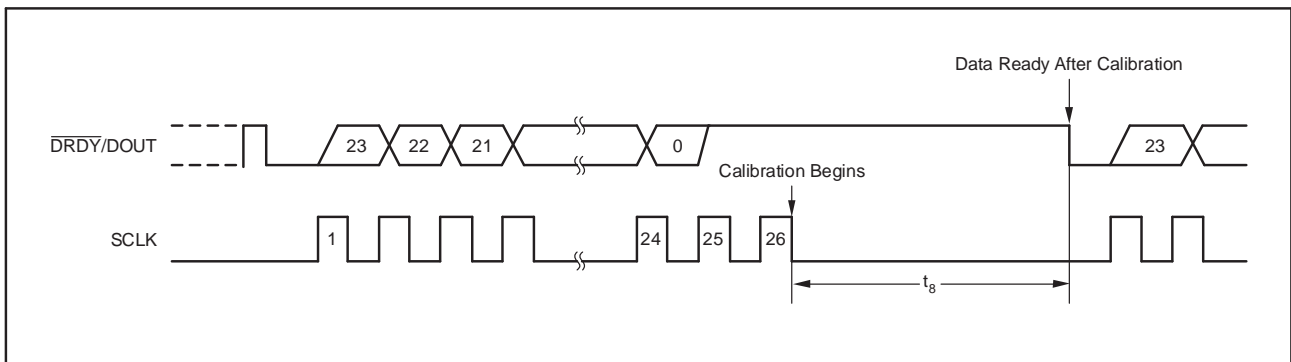 Data Ready After Calibration
DRDY/DOUT
23
22
21
0
23
Calibration Begins
SCLK
1
24
25
26
t8